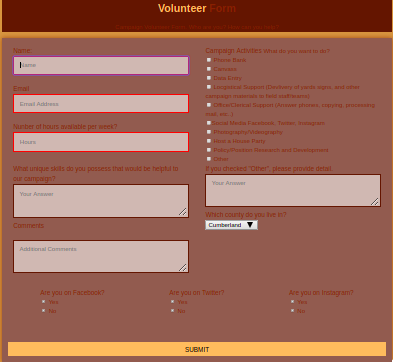 Volunteer Form
Name:
Name
Email
Email Address
Number of hours available per week?
Hours
What unique skills do you possess that would be helpful to
our campaign?
Your Answer
Comments
Additional Comments
Campaign Activities What do you want to do?
Phone Bank
Canvass
Data Entry
Logistical Support (Delivery of yards signs, and other
campaign materials to field staff/teams)
Office/Clerical Support (Answer phones, copying, processing
mail, etc. )
Social Media Facebook, Twitter, Instagram
Photography/Videography
Host a House Party
Policy/Position Research and Development
Other
If you checked "Other", please provide detail
Your Answer
Which county do you live in?
Cumberland
Are you on Facebook?
Yes
No
Are you on Twitter?
Yes
No
Are you on Instagram?
Yes
No
SUBMIT